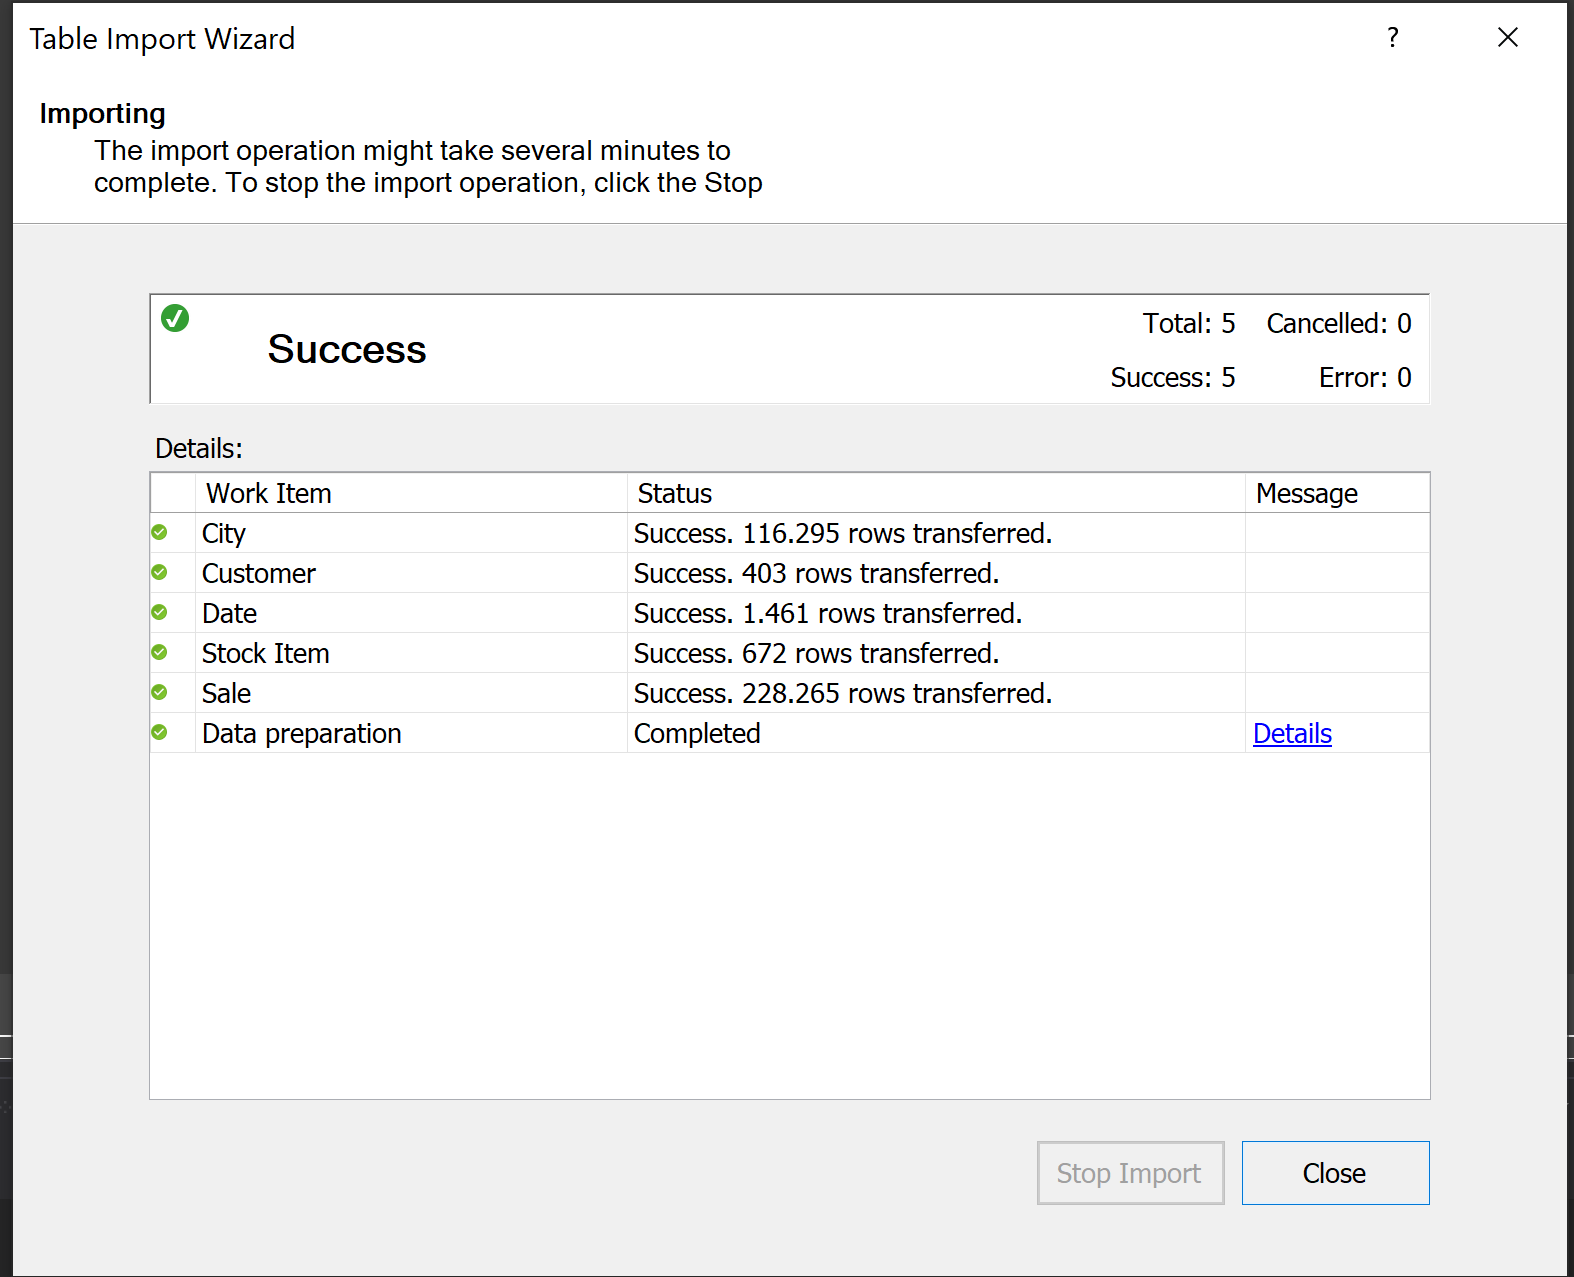 Table Import Wizard ?
Importing
The import operation might take several minutes to
complete. To stop the import operation, click the Stop
Success
Total: 5 Cancelled: 0
Success: 5 Error: 0
Details:
Work Item Status Message
City Success. 116.295 rows transferred.
Customer Success. 403 rows transferred.
Date Success. 1.461 rows transferred.
Stock Item Success. 672 rows transferred.
Sale Success. 228.265 rows transferred.
Data preparation Completed Details
Stop Import Close